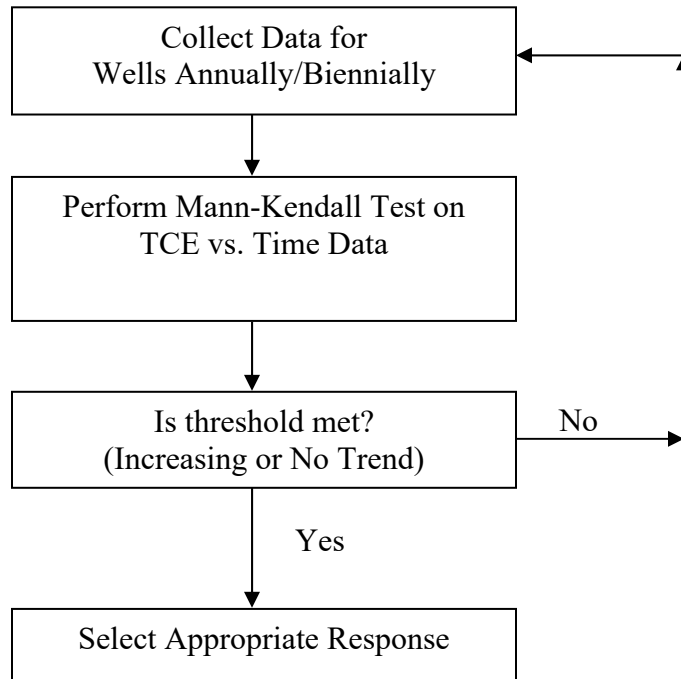 Collect Data for
Wells Annually/Biennially
Perform Mann-Kendall Test on
TCE vs. Time Data
Is threshold met?
(Increasing or No Trend)
No
Yes
Select Appropriate Response